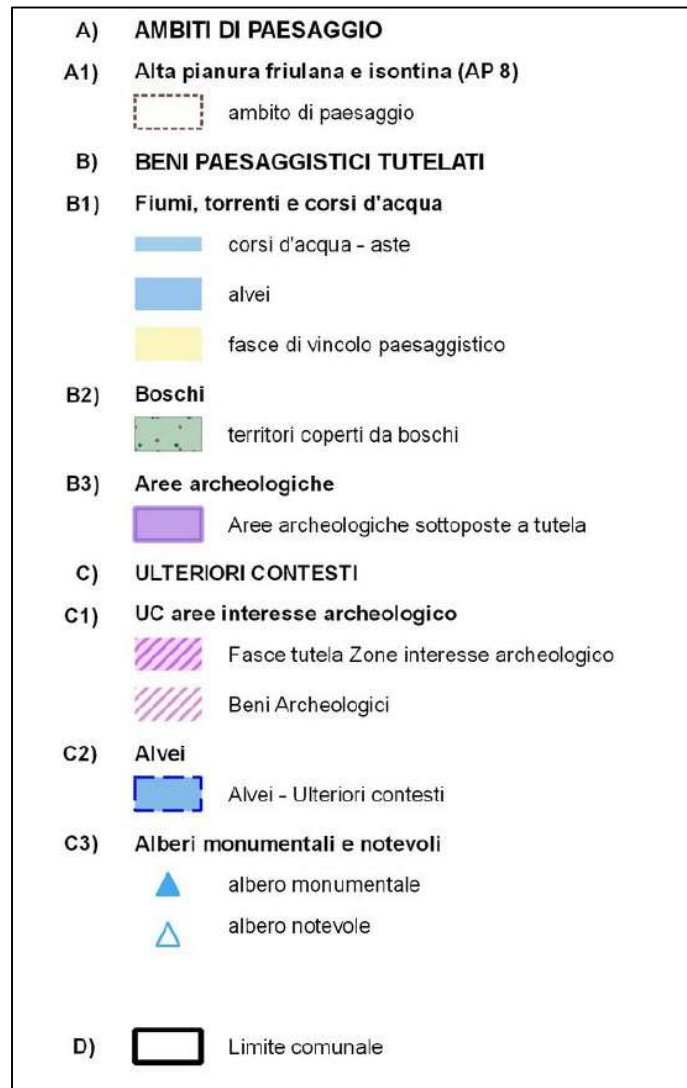 A) AMBITI DI PAESAGGIO
A1) Alta pianura friulana e isontina (AP 8)
ambito di paesaggio
B) BENI PAESAGGISTICI TUTELATI
B1) Fiumi, torrenti e corsi d'acqua
corsi d'acqua - aste
alvei
fasce di vincolo paesaggistico
B2) Boschi
territori coperti da boschi
B3) Aree archeologiche
Aree archeologiche sottoposte a tutela
C) ULTERIORI CONTESTI
C1) UC aree interesse archeologico
Fasce tutela Zone interesse archeologico
Beni Archeologici
C2) Alvei
Alvei - Ulteriori contesti
C3) Alberi monumentali e notevoli
albero monumentale
albero notevole
D) Limite comunale